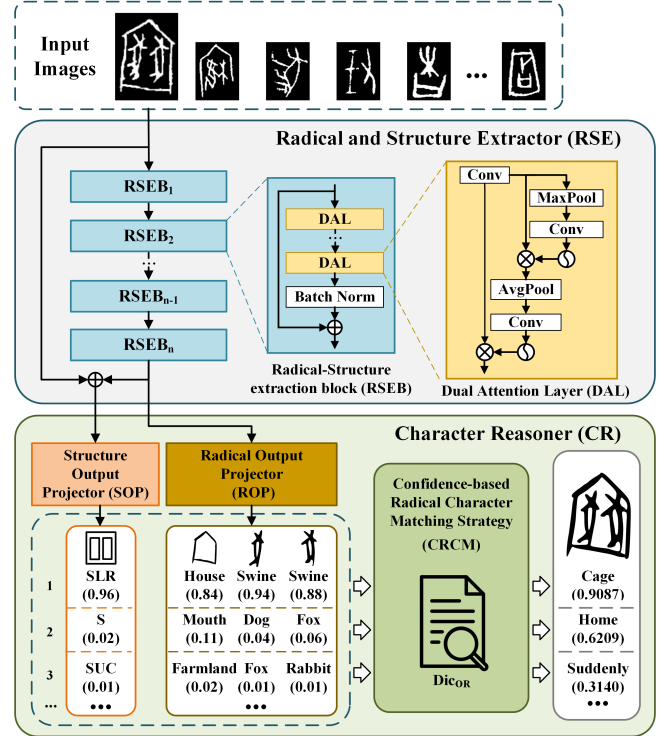 Input
Images
...
Radical and Structure Extractor (RSE)
RSEB1
RSEB2
...
RSEBn-1
RSEBn
DAL
...
DAL
Batch Norm
Radical-Structure
extraction block (RSEB)
Conv
MaxPool
Conv
AvgPool
Conv
Dual Attention Layer (DAL)
Character Reasoner (CR)
Structure
Output
Projector (SOP)
Radical Output
Projector
(ROP)
Confidence-based
Radical Character
Matching Strategy
(CRCM)
DicOR
1
SLR
(0.96)
House
(0.84)
Swine
(0.94)
Swine
(0.88)
Cage
(0.9087)
2
S
(0.02)
Mouth
(0.11)
Dog
(0.04)
Fox
(0.06)
Home
(0.6209)
3
SUC
(0.01)
Farmland
(0.02)
Fox
(0.01)
Rabbit
(0.01)
Suddenly
(0.3140)
...
...
...
...